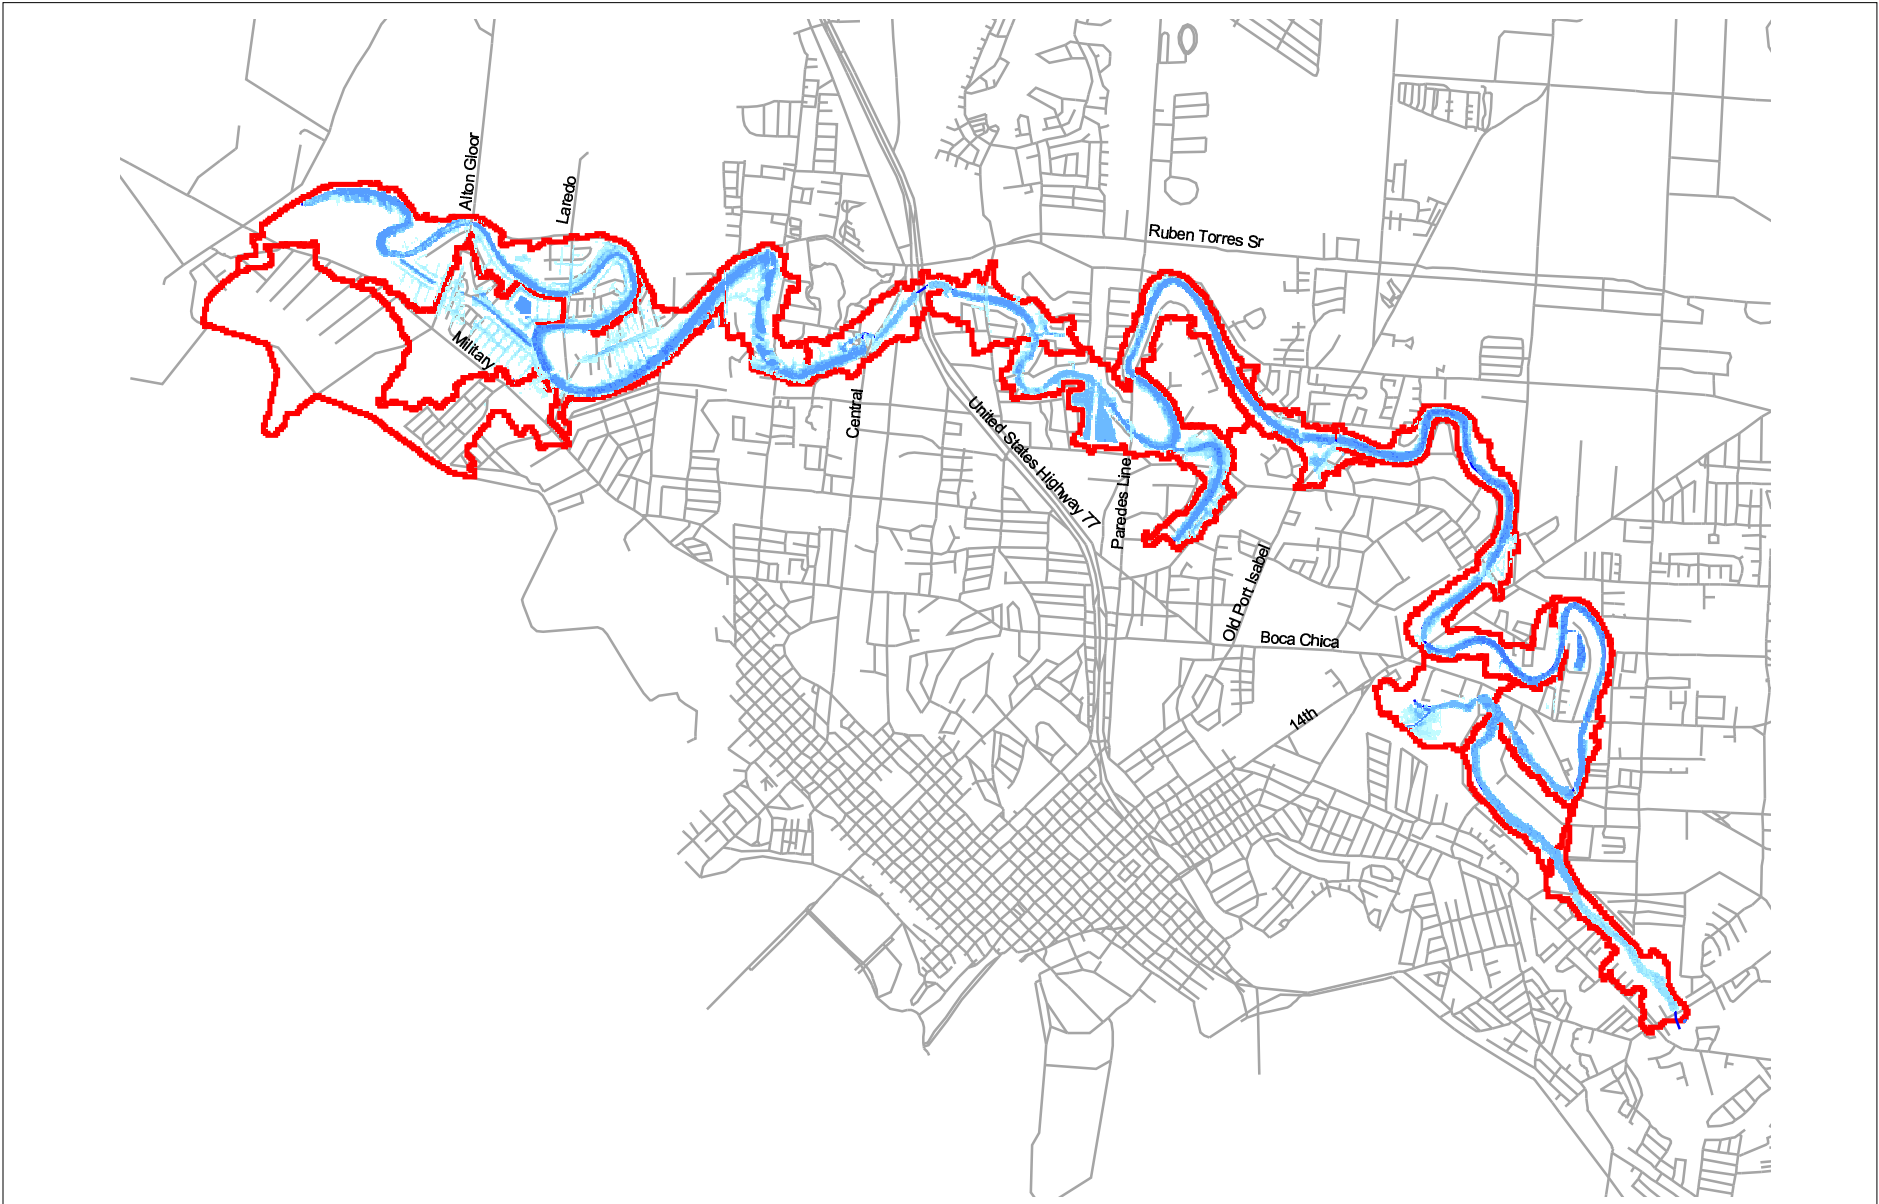 Alton Gloor
Laredo
Ruben Torres Sr
Military
Central
United States Highway 77
Paredes Line
Old Port Isabel
Boca Chica
14th